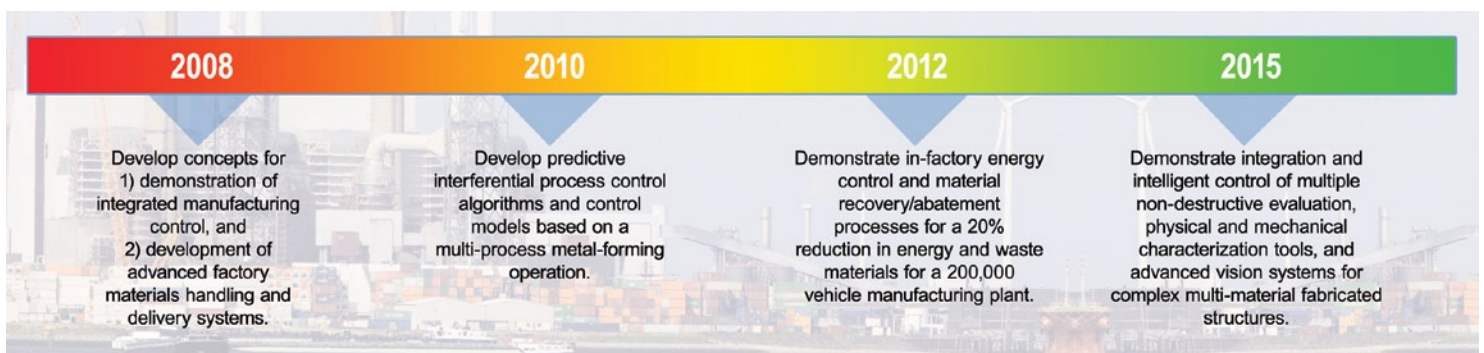 2008
Develop concepts for
1) demonstration of
integrated manufacturing
control, and
2) development of
advanced factory
materials handling and
delivery systems.
2010
Develop predictive
interferential process control
algorithms and control
models based on a
multi-process metal-forming
operation.
2012
Demonstrate in-factory energy
control and material
recovery/abatement
processes for a 20%
reduction in energy and waste
materials for a 200,000
vehicle manufacturing plant.
2015
Demonstrate integration and
intelligent control of multiple
non-destructive evaluation,
physical and mechanical
characterization tools, and
advanced vision systems for
complex multi-material fabricated
structures.